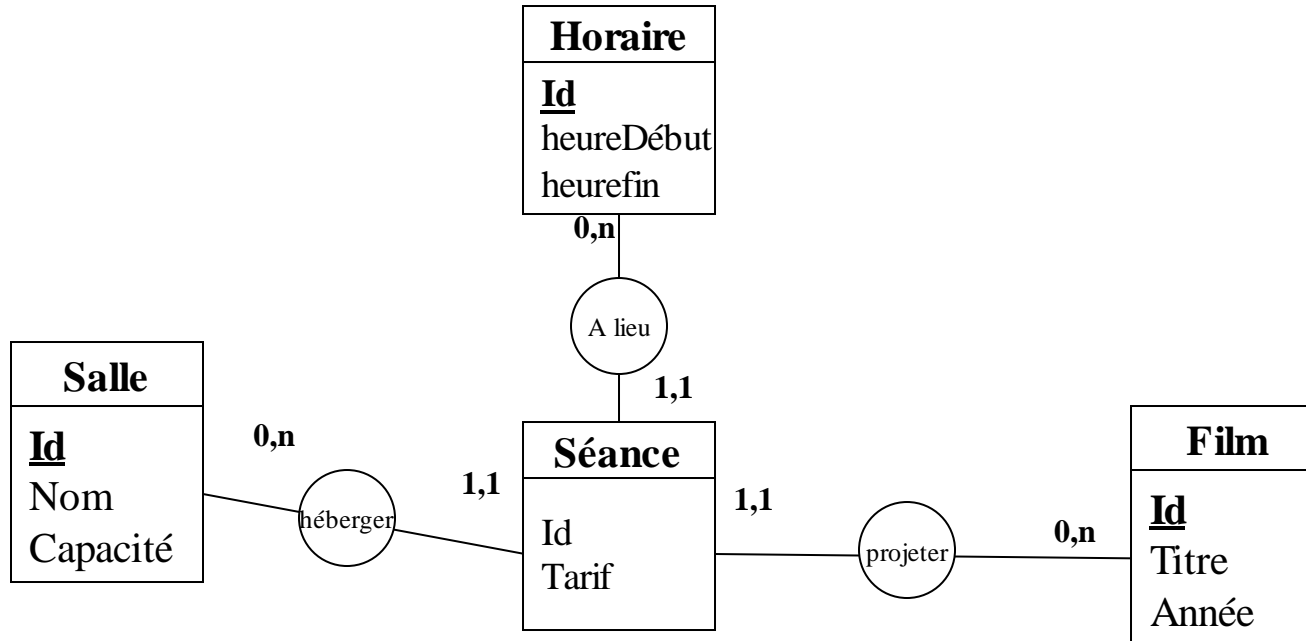 Horaire
Id
heureDébut
heurefin
0,n
A lieu
1,1
Salle
Id
Nom
Capacité
0,n
héberger
1,1
Séance
Id
Tarif
1,1
projeter
0,n
Film
Id
Titre
Année